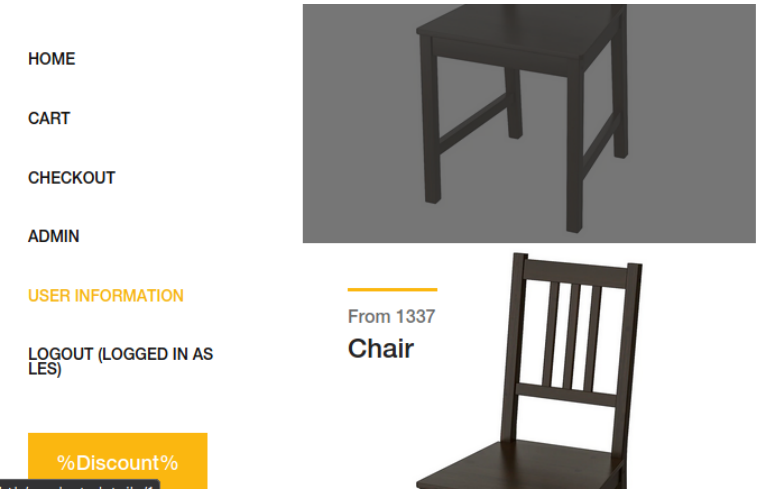 HOME
CART
CHECKOUT
ADMIN
USER INFORMATION
LOGOUT (LOGGED IN AS
LES)
%Discount%
From 1337
Chair